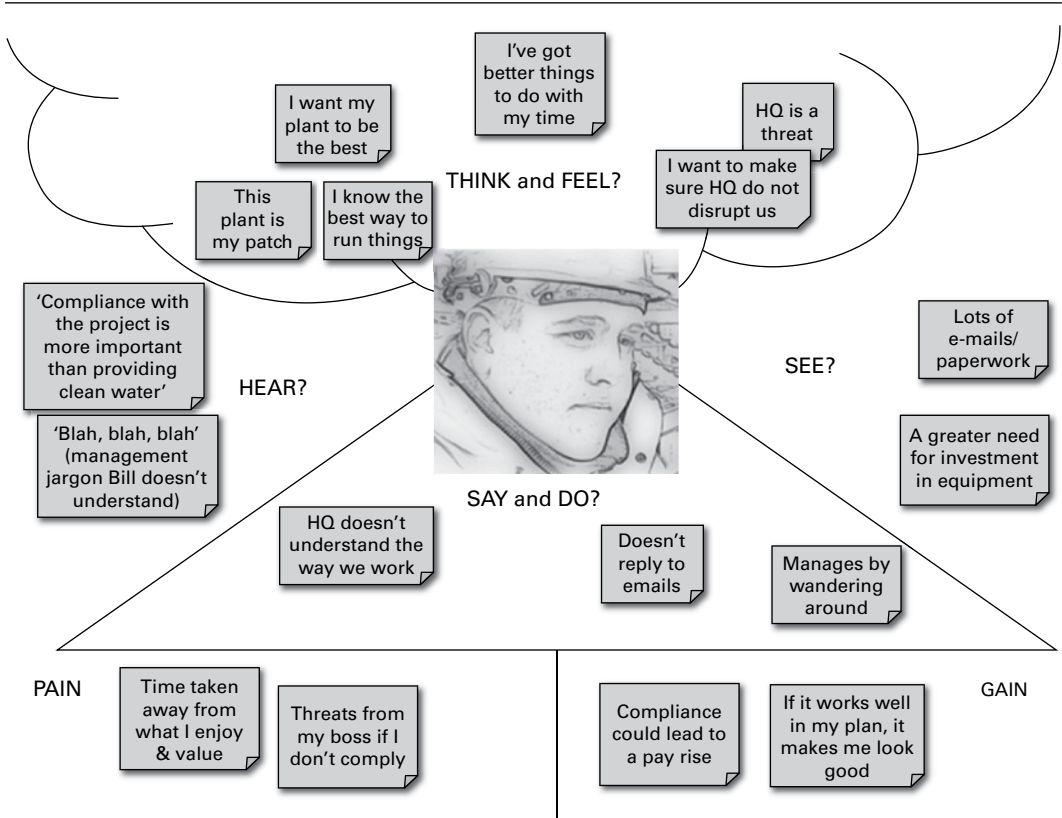 I've got
better things
to do with
my time
I want my
plant to be
the best
HQ is a
threat
THINK and FEEL?
I want to make
sure HQ do not
disrupt us
This
plant is
my patch
I know the
best way to
run things
'Compliance with
the project is
more important
than providing
clean water'
HEAR?
'Blah, blah, blah'
(management
jargon Bill doesn't
understand)
SEE?
Lots of
e-mails/
paperwork
A greater need
for investment
in equipment
SAY and DO?
HQ doesn't
understand the
way we work
Doesn't
reply to
emails
Manages by
wandering
around
PAIN
Time taken
away from
what I enjoy
& value
Threats from
my boss if I
don't comply
GAIN
Compliance
could lead to
a pay rise
If it works well
in my plan, it
makes me look
good